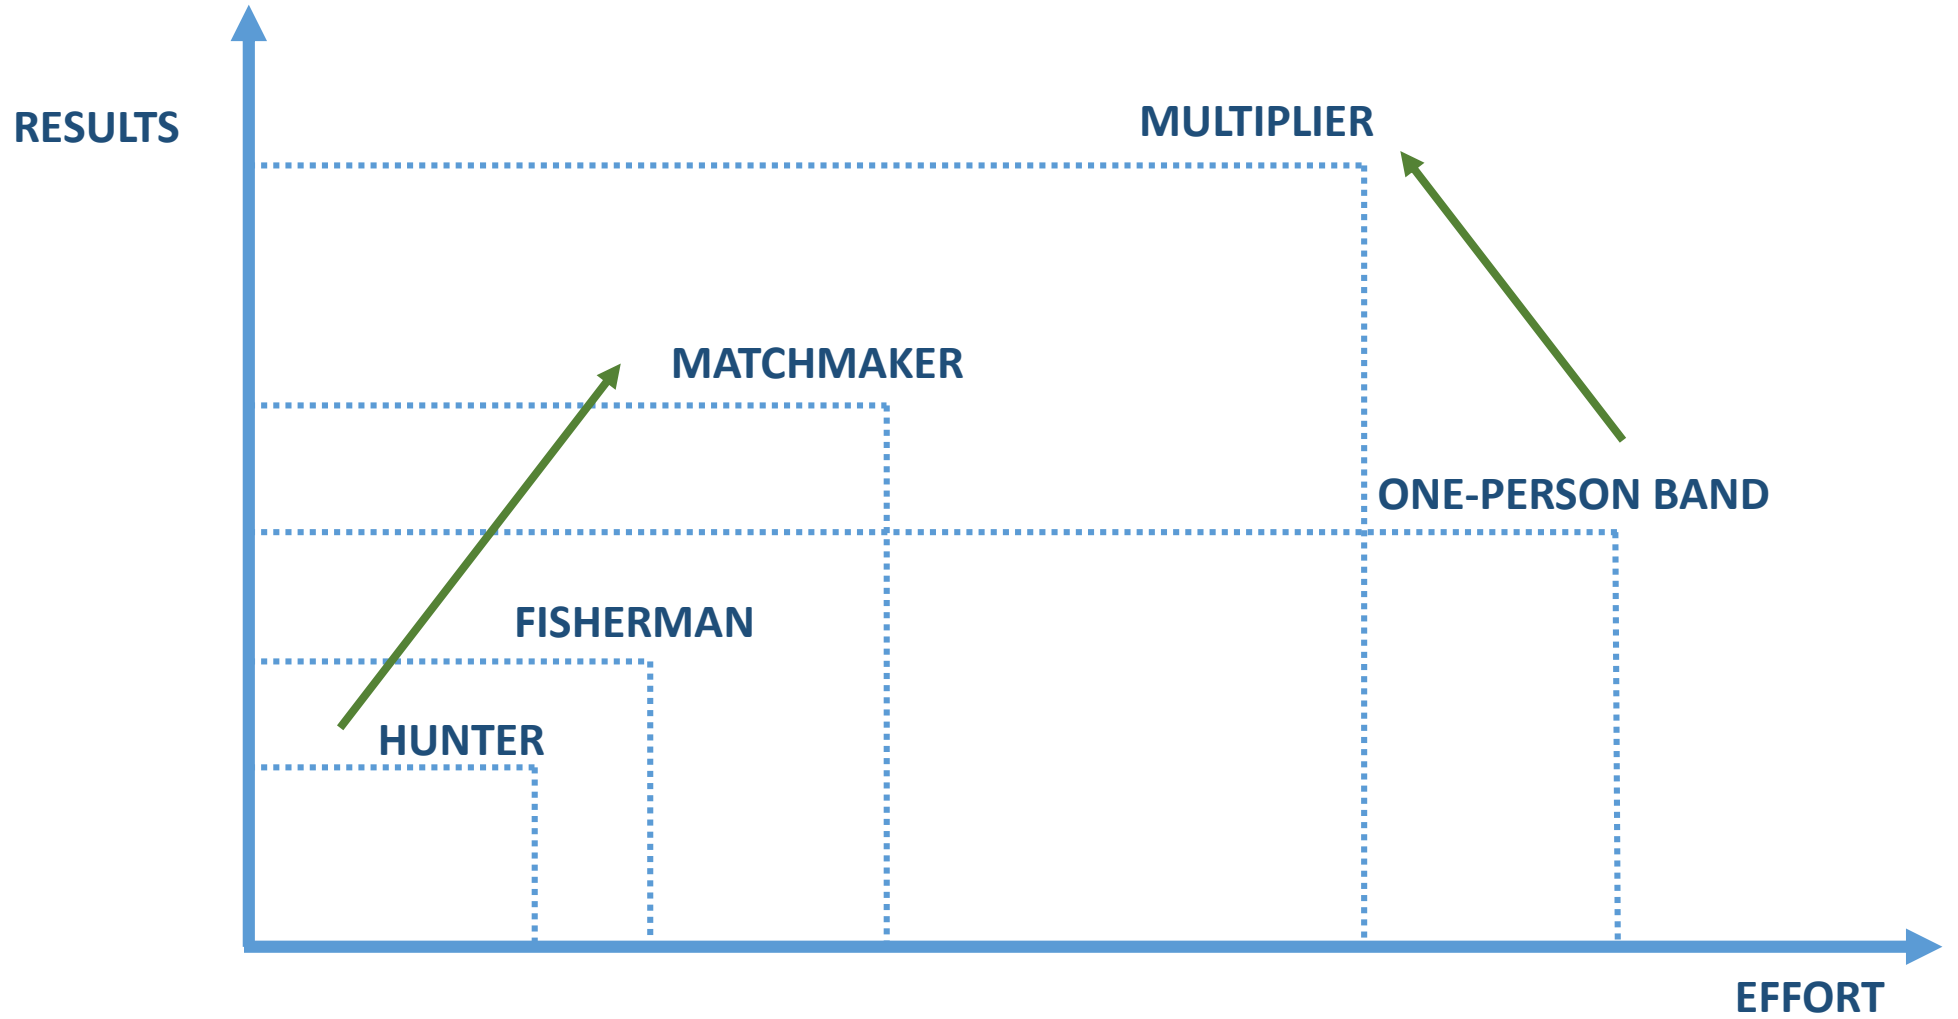 MULTIPLIER
RESULTS
MATCHMAKER
ONE-PERSON BAND
FISHERMAN
HUNTER
EFFORT